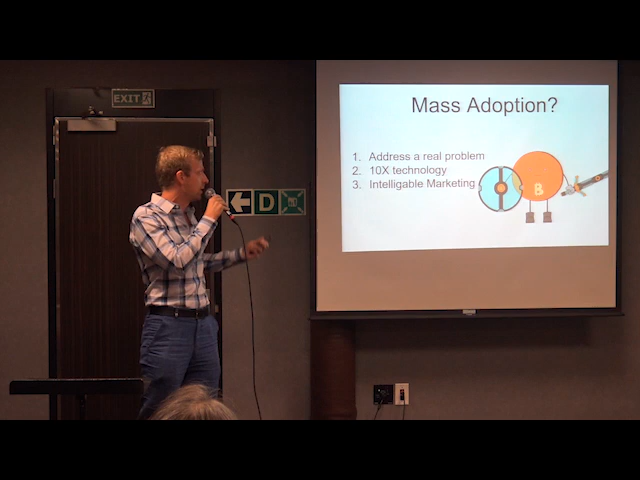 EXIT
Mass Adoption?
1. Address a real problem
2. 10X technology
3. Intelligable Marketing
B
D